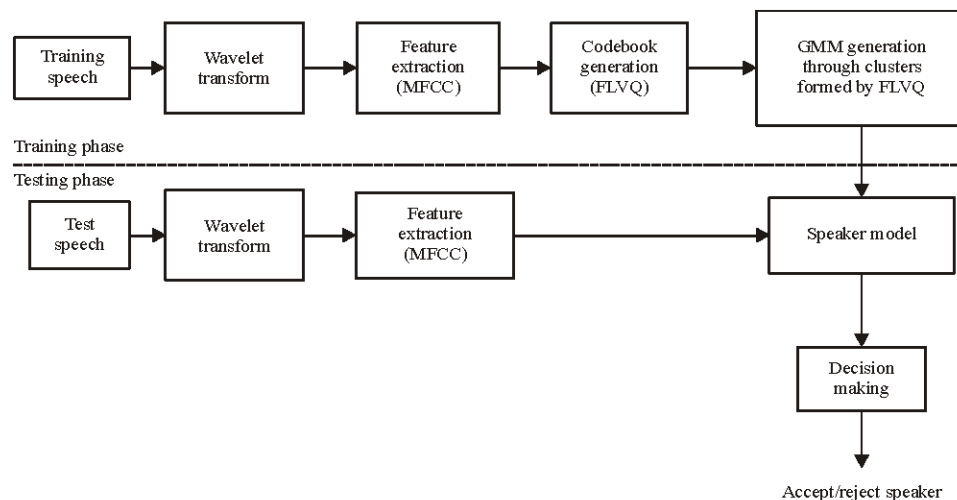 Training
speech
Wavelet
transform
Feature
extraction
(MFCC)
Codebook
generation
(FLVQ)
GMM generation
through clusters
formed by FLVQ
Training phase
Testing phase
Test
speech
Wavelet
transform
Feature
extraction
(MFCC)
Speaker model
Decision
making
Accept/reject speaker